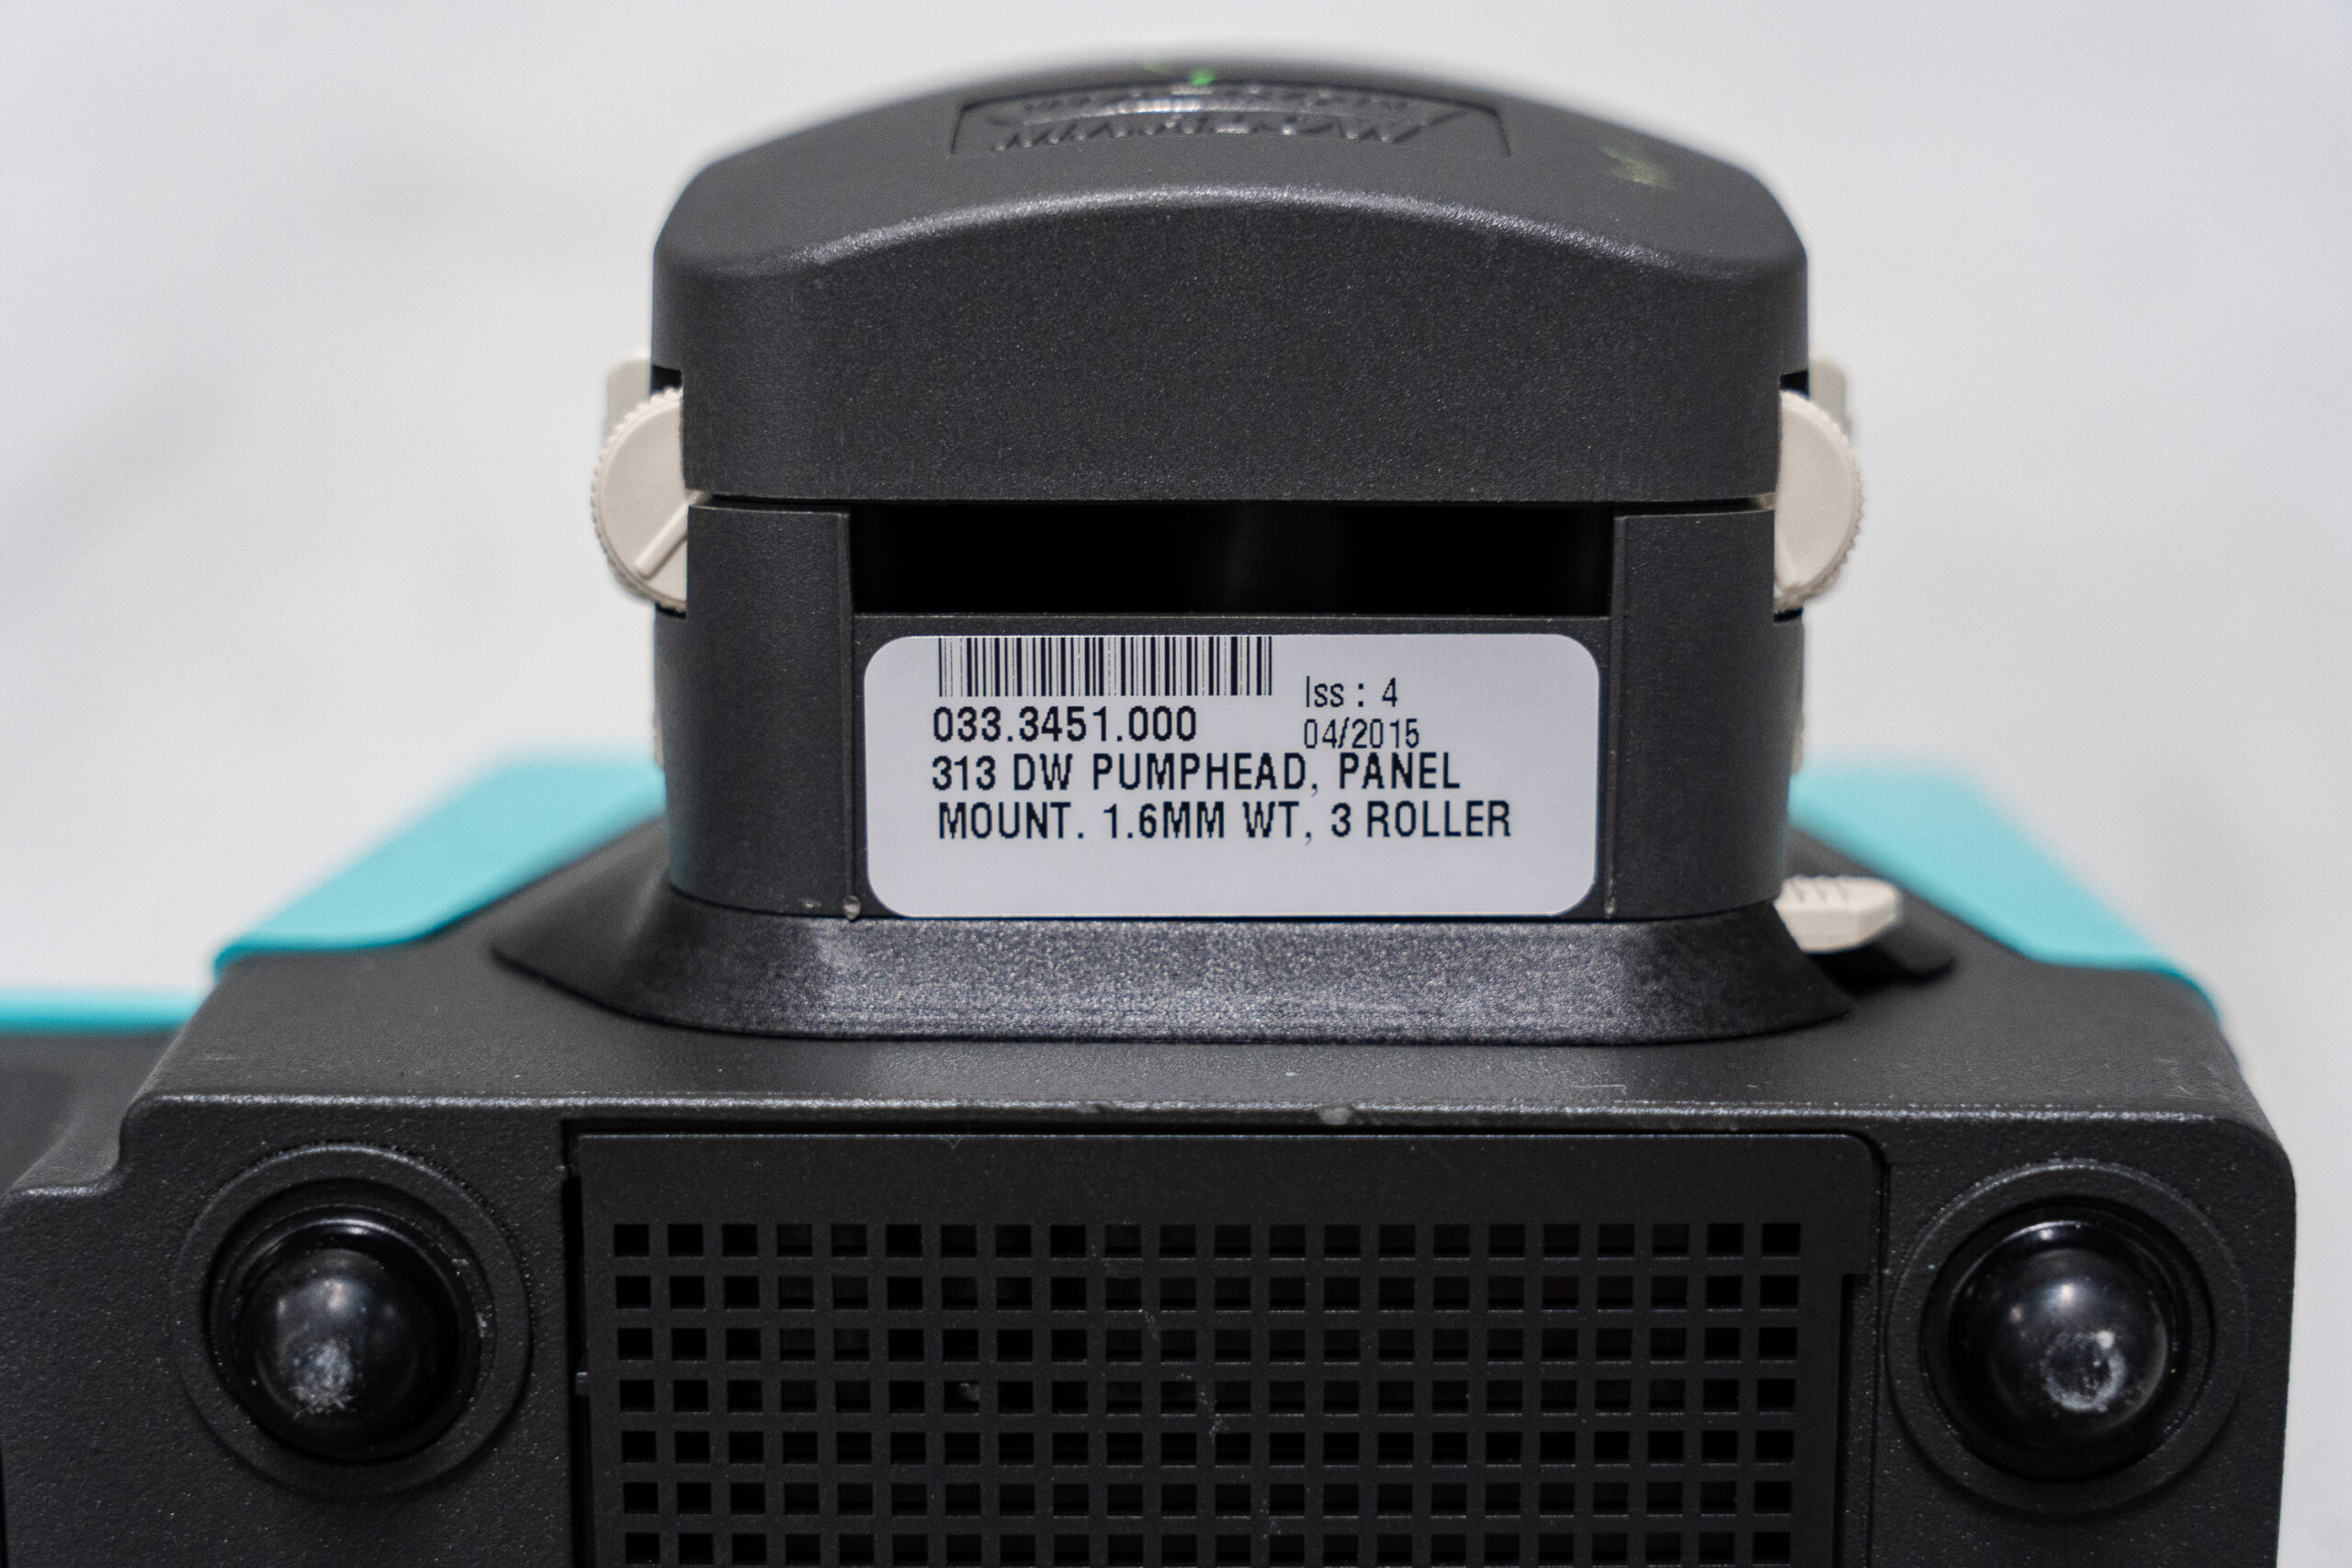 Iss : 4
033.3451.000
04/2015
313 DW PUMPHEAD, PANEL
MOUNT. 1.6MM WT, 3 ROLLER